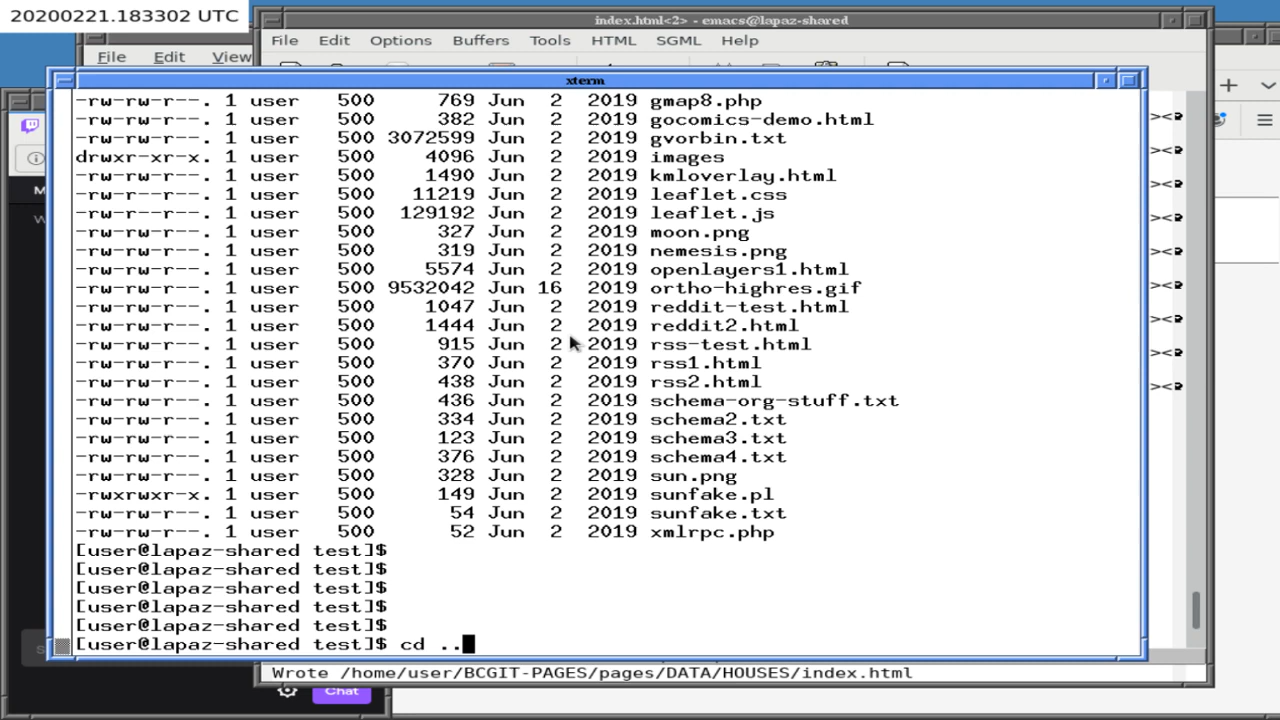 20200221.183302 UTC
index.html<2> - emacs@lapaz-shared
File Edit Options Buffers Tools HTML SGML Help
File Edit View
xterm
-rw-rw-r--. 1 user 500 769 Jun 2 2019 gmap8.php
-rw-rw-r--. 1 user 500 382 Jun 2 2019 gocomics-demo.html
-rw-rw-r--. 1 user 500 3072599 Jun 2 2019 gvorbin.txt
drwxr-xr-x. 1 user 500 4096 Jun 2 2019 images
-rw-rw-r--. 1 user 500 1490 Jun 2 2019 kmloverlay.html
-rw-r--r--. 1 user 500 11219 Jun 2 2019 leaflet.css
-rw-rw-r--. 1 user 500 129192 Jun 2 2019 leaflet.js
-rw-rw-r--. 1 user 500 327 Jun 2 2019 moon.png
-rw-rw-r--. 1 user 500 319 Jun 2 2019 nemesis.png
-rw-rw-r--. 1 user 500 5574 Jun 2 2019 openlayers1.html
-rw-rw-r--. 1 user 500 9532042 Jun 16 2019 ortho-highres.gif
-rw-rw-r--. 1 user 500 1047 Jun 2 2019 reddit-test.html
-rw-rw-r--. 1 user 500 1444 Jun 2 2019 reddit2.html
-rw-rw-r--. 1 user 500 915 Jun 2 2019 rss-test.html
-rw-rw-r--. 1 user 500 370 Jun 2 2019 rss1.html
-rw-rw-r--. 1 user 500 438 Jun 2 2019 rss2.html
-rw-rw-r--. 1 user 500 436 Jun 2 2019 schema-org-stuff.txt
-rw-rw-r--. 1 user 500 334 Jun 2 2019 schema2.txt
-rw-rw-r--. 1 user 500 123 Jun 2 2019 schema3.txt
-rw-rw-r--. 1 user 500 376 Jun 2 2019 schema4.txt
-rw-rw-r--. 1 user 500 328 Jun 2 2019 sun.png
-rwxrwxr-x. 1 user 500 149 Jun 2 2019 sunfake.pl
-rw-rw-r--. 1 user 500 54 Jun 2 2019 sunfake.txt
-rw-rw-r--. 1 user 500 52 Jun 2 2019 xmlrpc.php
[user@lapaz-shared test]$
[user@lapaz-shared test]$
[user@lapaz-shared test]$
[user@lapaz-shared test]$
[user@lapaz-shared test]$
[user@lapaz-shared test]$ cd ..
Wrote /home/user/BCGIT-PAGES/pages/DATA/HOUSES/index.html
Chat